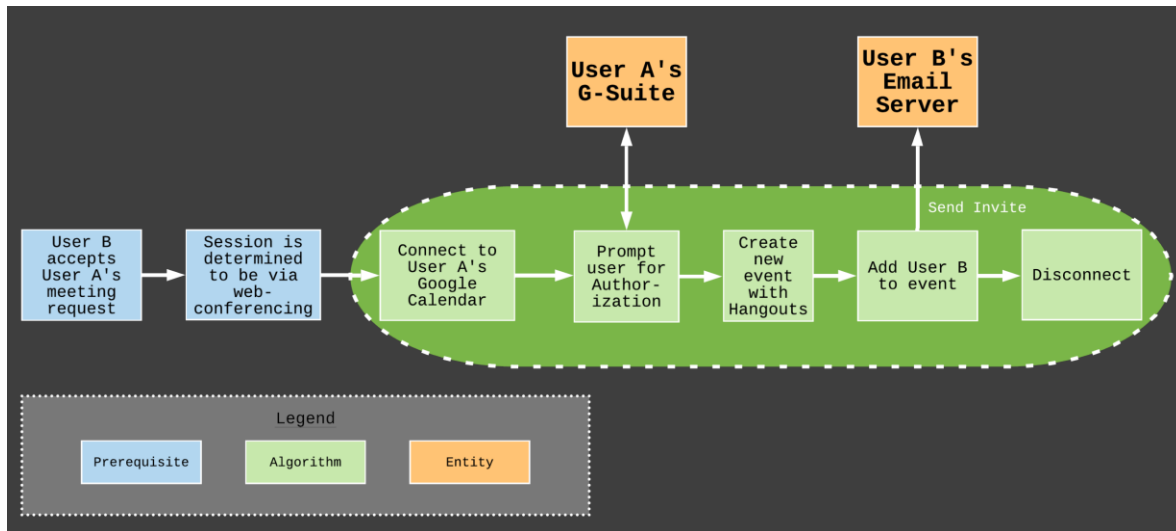 User A's
G-Suite
User B's
Email
Server
Send Invite
User B
accepts
User A's
meeting
request
Session is
determined
to be via
web-
conferencing
Connect to
User A's
Google
Calendar
Prompt
user for
Author-
ization
Create
new
event
with
Hangouts
Add User B
to event
Disconnect
Legend
Prerequisite
Algorithm
Entity